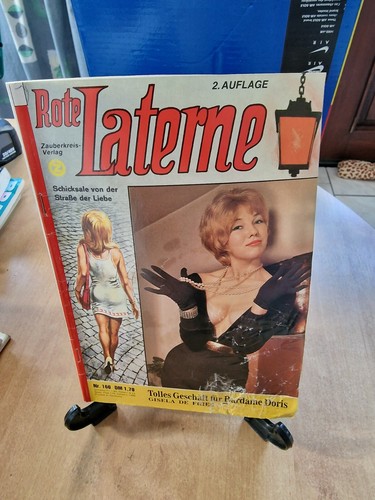 2. AUFLAGE
Rote
Laterne
Zauberkreis-
Verlag
Schicksale von der
Straße der Liebe
Nr. 166 DM 1,20
Tolles Geschäft für Bardame Doris
GISELA DE